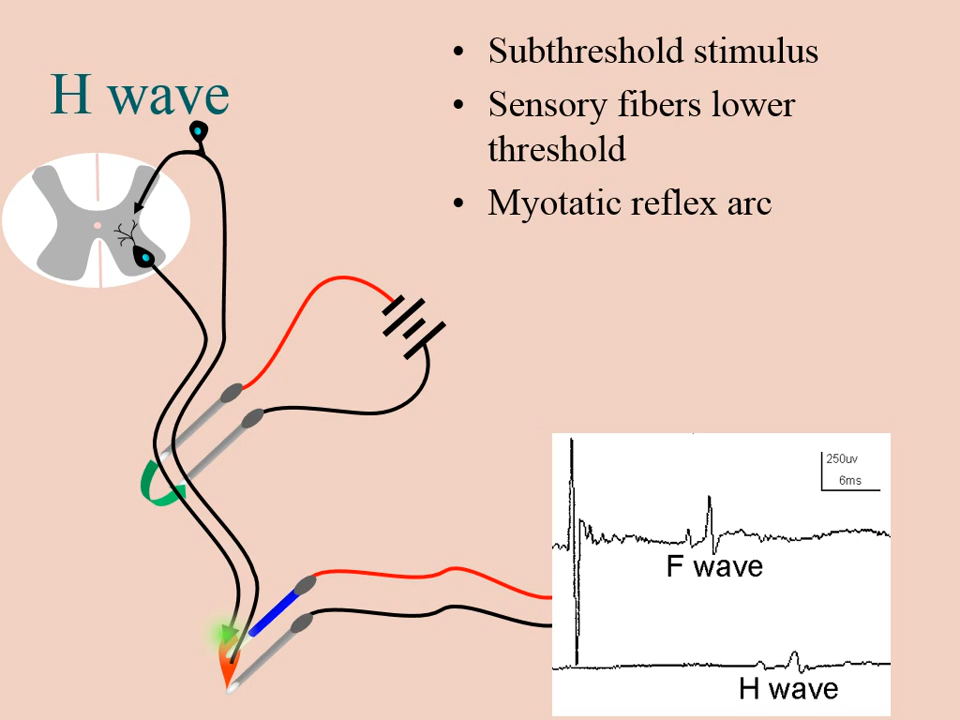 H wave
• Subthreshold stimulus
• Sensory fibers lower
threshold
• Myotatic reflex arc
250uv
6ms
F wave
H wave